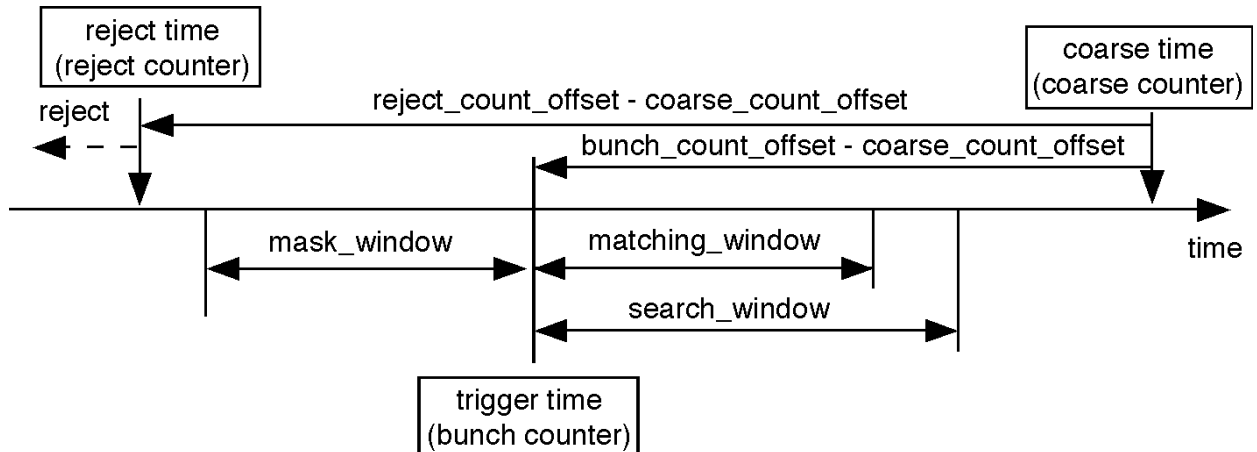 reject time
(reject counter)
coarse time
(coarse counter)
reject
reject_count_offset - coarse_count_offset
bunch_count_offset - coarse_count_offset
mask_window
matching_window
time
search_window
trigger time
(bunch counter)